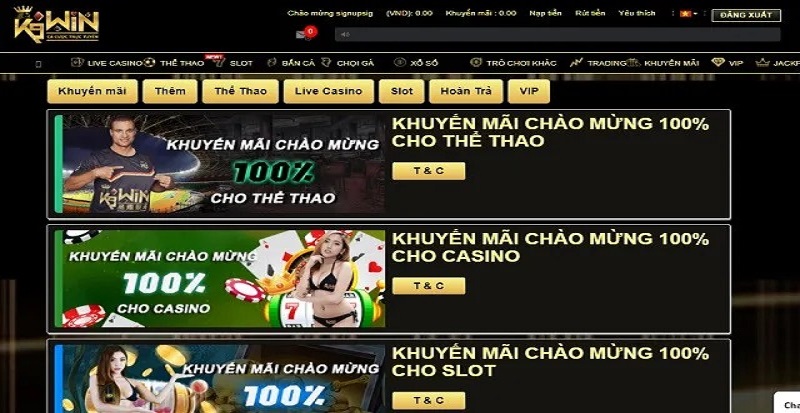 K9WIN
CÁ CƯỢC TRỰC TUYẾN
Chào mừng signupsig (VND): 0.00 Khuyến mãi : 0.00 Nạp tiền Rút tiền Yêu thích ĐĂNG XUẤT
0
LIVE CASINO THỂ THAO NEW! SLOT BẮN CÁ CHỌI GÀ XỔ SỐ TRÒ CHƠI KHÁC TRADING KHUYẾN MÃI VIP JACKP
Khuyến mãi Thêm Thể Thao Live Casino Slot Hoàn Trả VIP
KHUYẾN MÃI CHÀO MỪNG
100%
CHO THỂ THAO
K9WIN
KHUYẾN MÃI CHÀO MỪNG 100%
CHO THỂ THAO
T & C
KHUYẾN MÃI CHÀO MỪNG
100%
CHO CASINO
7
KHUYẾN MÃI CHÀO MỪNG 100%
CHO CASINO
T & C
KHUYẾN MÃI CHÀO MỪNG
100%
KHUYẾN MÃI CHÀO MỪNG 100%
CHO SLOT
T & C
Cha